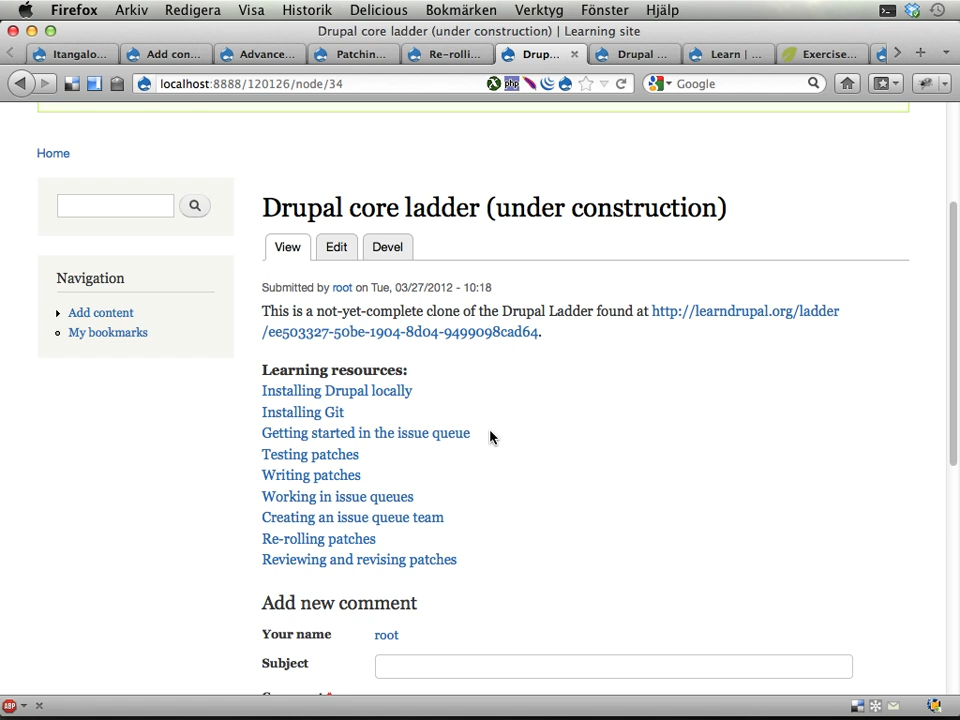 Firefox Arkiv Redigera Visa Historik Delicious Bokmärken Verktyg Fönster Hjälp
Drupal core ladder (under construction) | Learning site
Itangalo... Add con... Advance... Patchin... Re-rolli... Drup... Drupal ... Learn | ... Exercise...
localhost:8888/120126/node/34 php Google
Home
Drupal core ladder (under construction)
View Edit Devel
Navigation
Add content
My bookmarks
Submitted by root on Tue, 03/27/2012 - 10:18
This is a not-yet-complete clone of the Drupal Ladder found at http://learndrupal.org/ladder
/ee503327-50be-1904-8d04-9499098cad64.
Learning resources:
Installing Drupal locally
Installing Git
Getting started in the issue queue
Testing patches
Writing patches
Working in issue queues
Creating an issue queue team
Re-rolling patches
Reviewing and revising patches
Add new comment
Your name root
Subject
ABP